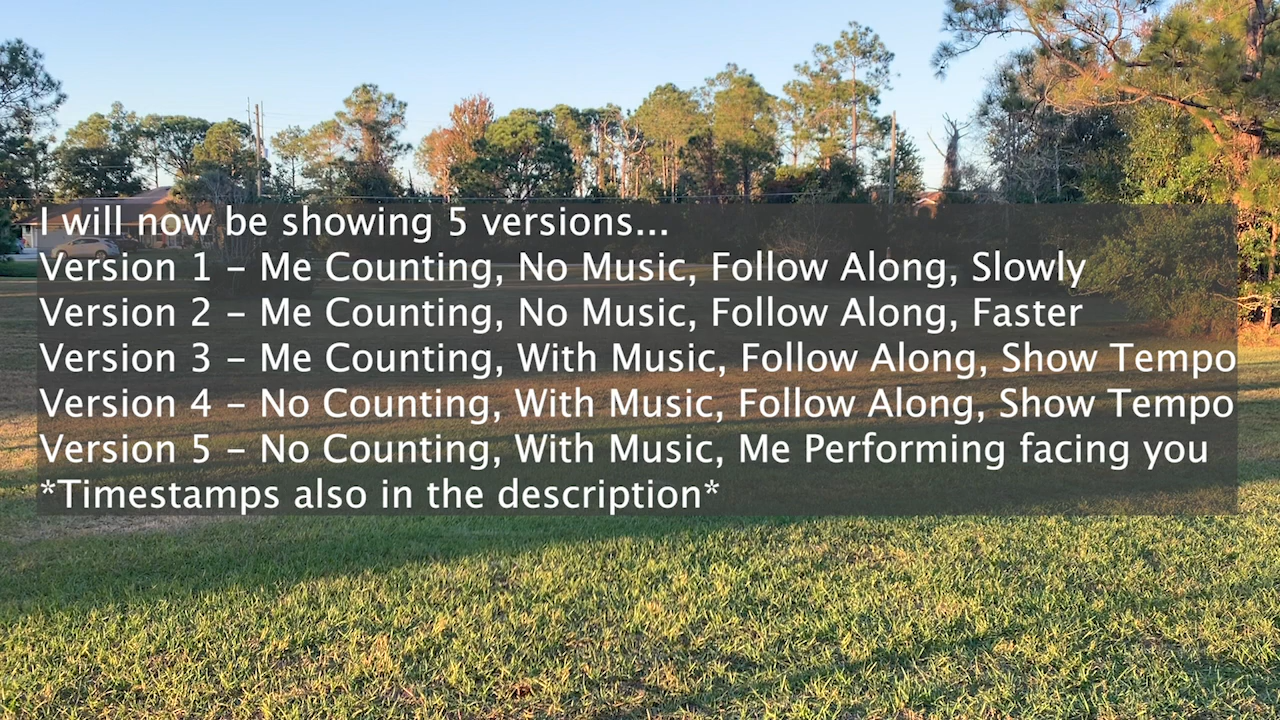 I will now be showing 5 versions...
Version 1 – Me Counting, No Music, Follow Along, Slowly
Version 2 – Me Counting, No Music, Follow Along, Faster
Version 3 – Me Counting, With Music, Follow Along, Show Tempo
Version 4 – No Counting, With Music, Follow Along, Show Tempo
Version 5 – No Counting, With Music, Me Performing facing you
*Timestamps also in the description*